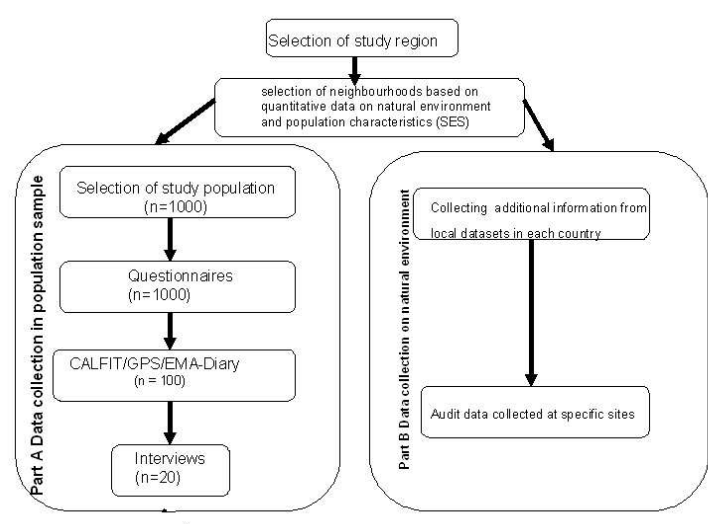 Selection of study region
selection of neighbourhoods based on
quantitative data on natural environment
and population characteristics (SES)
Part A Data collection in population
sample
Selection of study population
(n=1000)
Questionnaires
(n=1000)
CALFIT/GPS/EMA-Diary
(n = 100)
Interviews
(n=20)
Part B Data collection on natural environment
Collecting additional information from
local datasets in each country
Audit data collected at specific sites